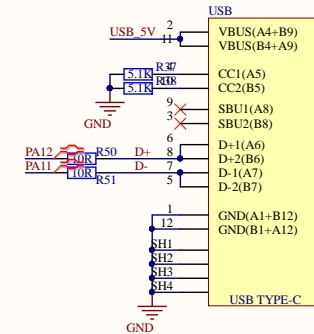 USB
USB_5V
2
VBUS(A4+B9)
11
VBUS(B4+A9)
5.1K
R37
4
CC1(A5)
5.1K
R38
10
CC2(B5)
GND
9
SBU1(A8)
3
SBU2(B8)
6
D+1(A6)
PA12
10R
R50
D+
8
D+2(B6)
PA11
10R
R51
D-
7
D-1(A7)
5
D-2(B7)
1
GND(A1+B12)
12
GND(B1+A12)
SH1
SH2
SH3
SH4
USB TYPE-C
GND